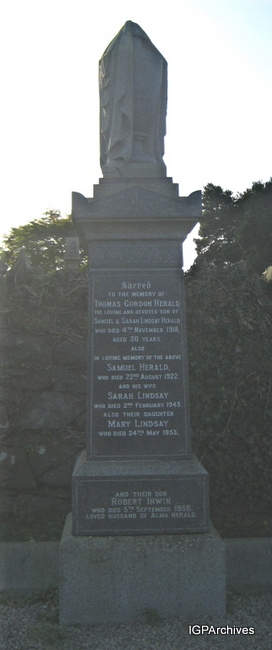 Sacred
TO THE MEMORY OF
THOMAS GORDON HERALD
THE LOVING AND DEVOTED SON OF
SAMUEL & SARAH LINDSAY HERALD
WHO DIED 4TH NOVEMBER 1918,
AGED 30 YEARS.
ALSO
IN LOVING MEMORY OF THE ABOVE
SAMUEL HERALD,
WHO DIED 22ND AUGUST 1922,
AND HIS WIFE
SARAH LINDSAY
WHO DIED 2ND FEBRUARY 1943.
ALSO THEIR DAUGHTER
MARY LINDSAY
WHO DIED 24TH MAY 1953.
AND THEIR SON
ROBERT IRWIN
WHO DIED 5TH SEPTEMBER 1958,
LOVED HUSBAND OF ALMA HERALD.
IGPArchives